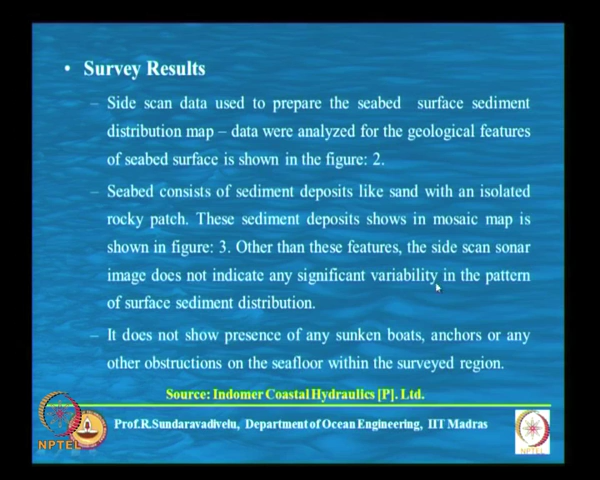 • Survey Results
– Side scan data used to prepare the seabed surface sediment
distribution map – data were analyzed for the geological features
of seabed surface is shown in the figure: 2.
– Seabed consists of sediment deposits like sand with an isolated
rocky patch. These sediment deposits shows in mosaic map is
shown in figure: 3. Other than these features, the side scan sonar
image does not indicate any significant variability in the pattern
of surface sediment distribution.
– It does not show presence of any sunken boats, anchors or any
other obstructions on the seafloor within the surveyed region.
Source: Indomer Coastal Hydraulics [P]. Ltd.
Prof.R.Sundaravadivelu, Department of Ocean Engineering, IIT Madras
NPTEL
NPTEL